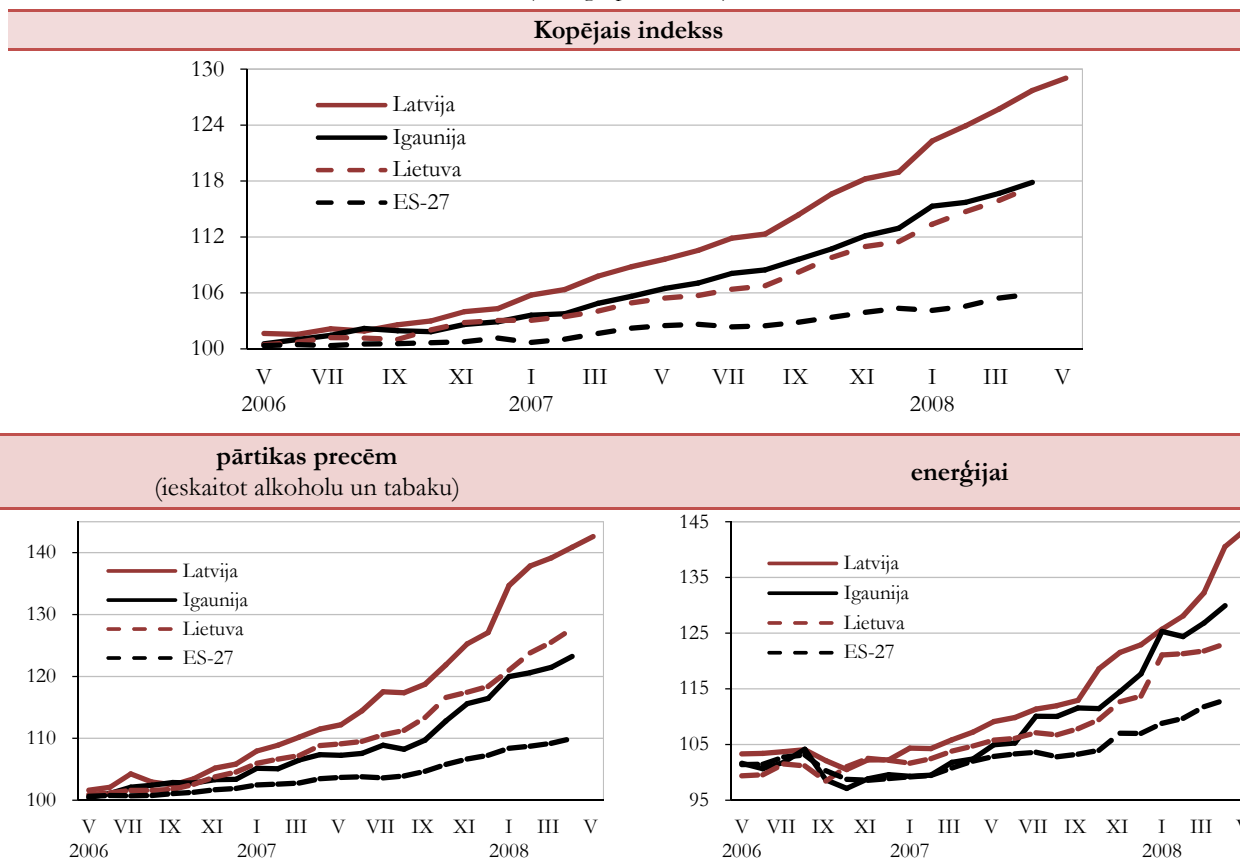 Kopējais indekss
130
124
118
112
106
100
Latvija
Igaunija
Lietuva
ES-27
V VII IX XI I III V VII IX XI I III V
2006 2007 2008
pārtikas precēm
(ieskaitot alkoholu un tabaku)
140
130
120
110
100
Latvija
Igaunija
Lietuva
ES-27
V VII IX XI I III V VII IX XI I III V
2006 2007 2008
enerģijai
145
135
125
115
105
95
Latvija
Igaunija
Lietuva
ES-27
V VII IX XI I III V VII IX XI I III
2006 2007 2008